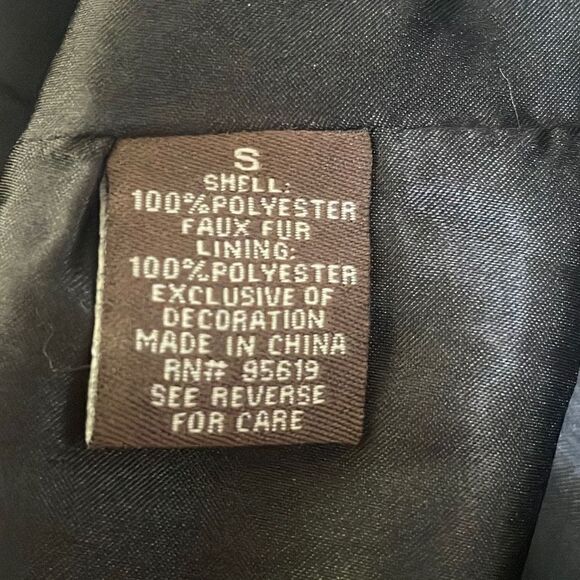 S
SHELL:
100%POLYESTER
FAUX FUR
LINING:
100%POLYESTER
EXCLUSIVE OF
DECORATION
MADE IN CHINA
RN# 95619
SEE REVERSE
FOR CARE